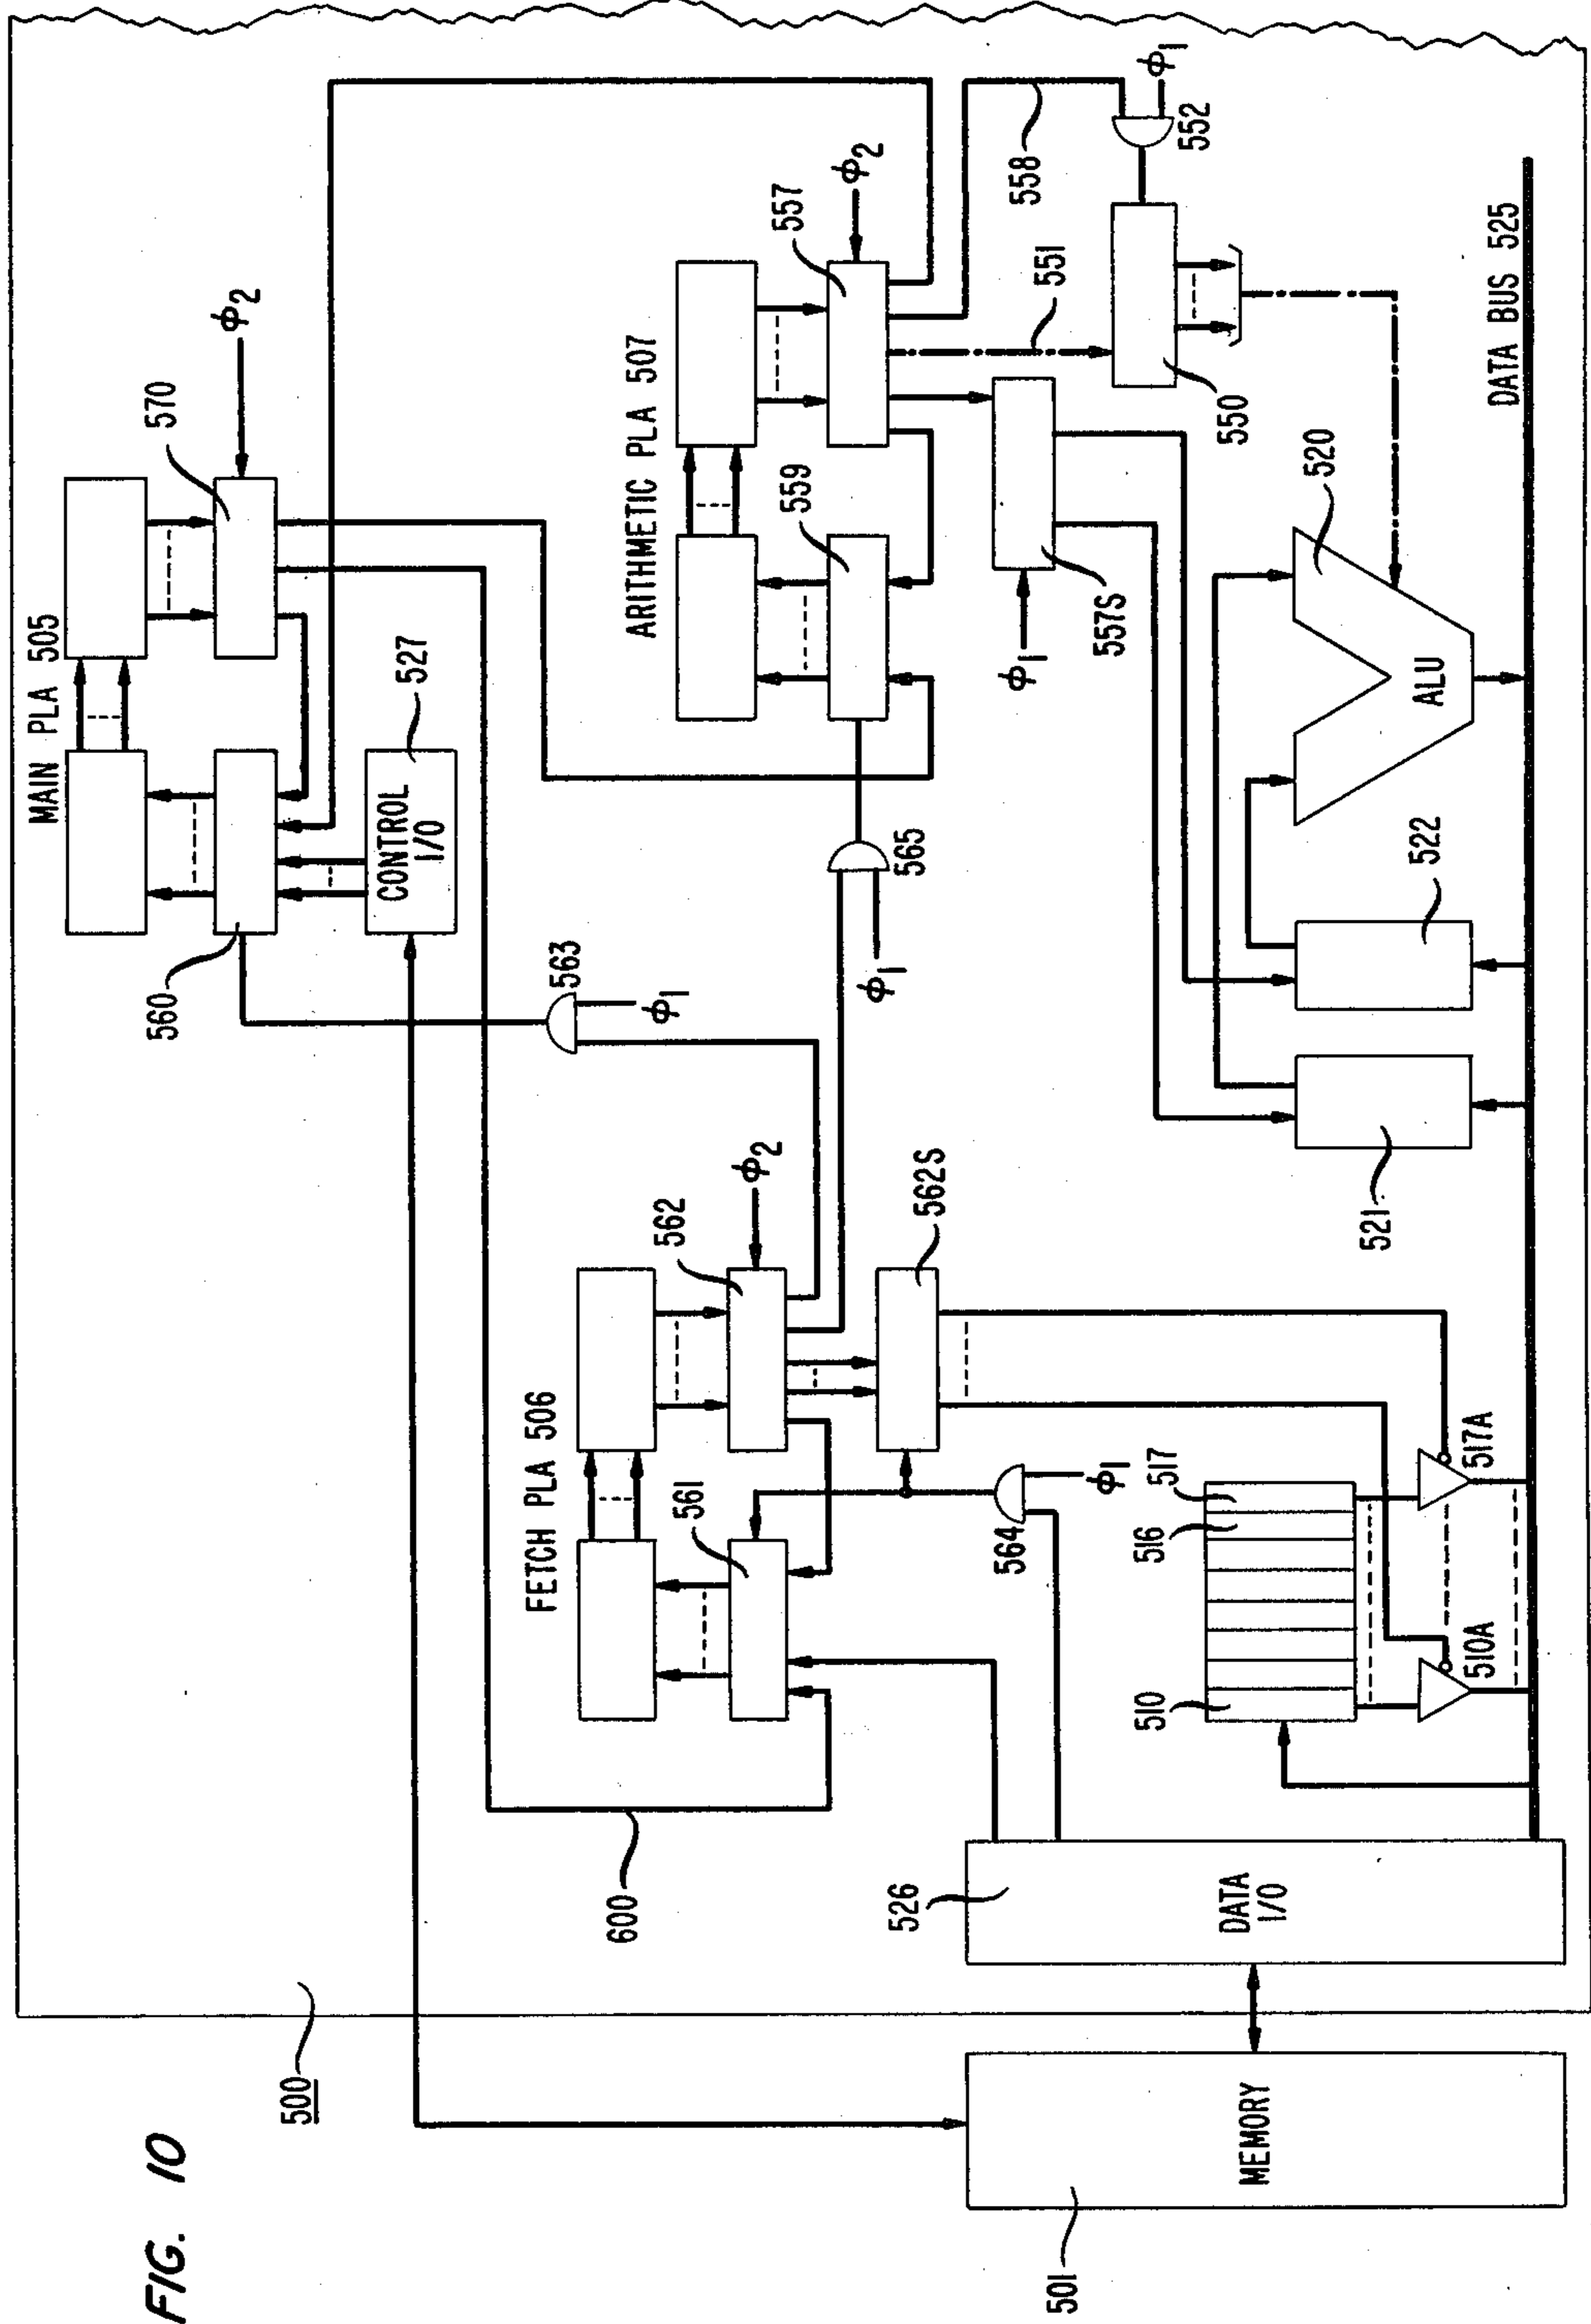 FIG. 10
500
501
MEMORY
526
DATA
I/O
600
MAIN PLA 505
570
Φ2
560
CONTROL
I/O
527
563
Φ1
FETCH PLA 506
561
562
Φ2
562S
564
Φ1
510
516
517
510A
517A
ARITHMETIC PLA 507
559
557
Φ2
565
Φ1
557S
Φ1
551
558
552
Φ1
550
520
ALU
521
522
DATA BUS 525